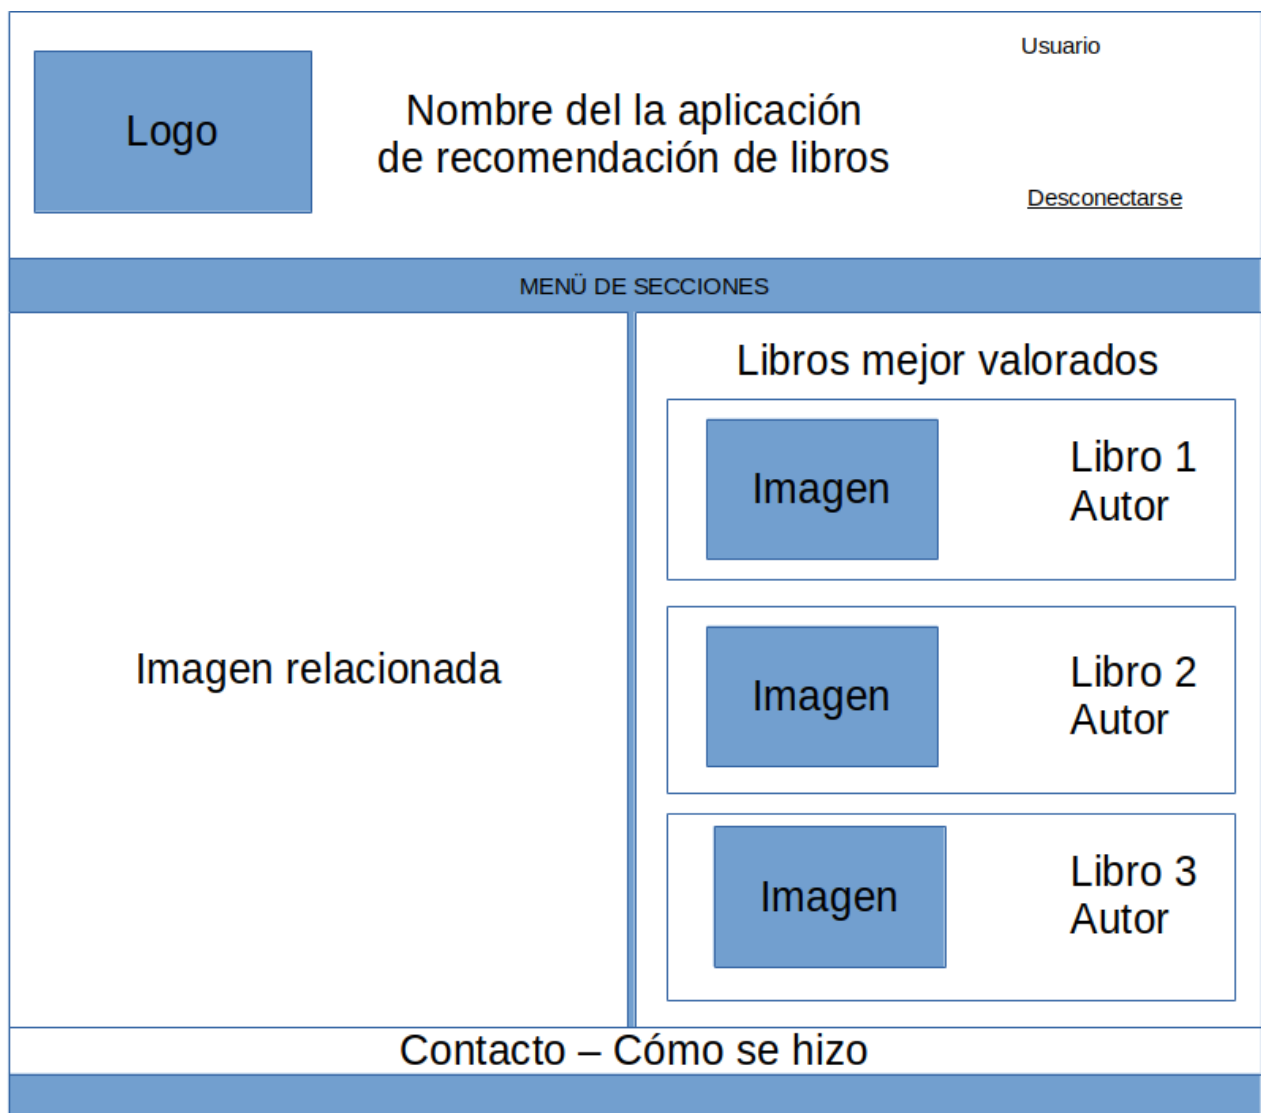 Usuario
Logo
Nombre del la aplicación
de recomendación de libros
Desconectarse
MENÜ DE SECCIONES
Imagen relacionada
Libros mejor valorados
Imagen
Libro 1
Autor
Imagen
Libro 2
Autor
Imagen
Libro 3
Autor
Contacto – Cómo se hizo